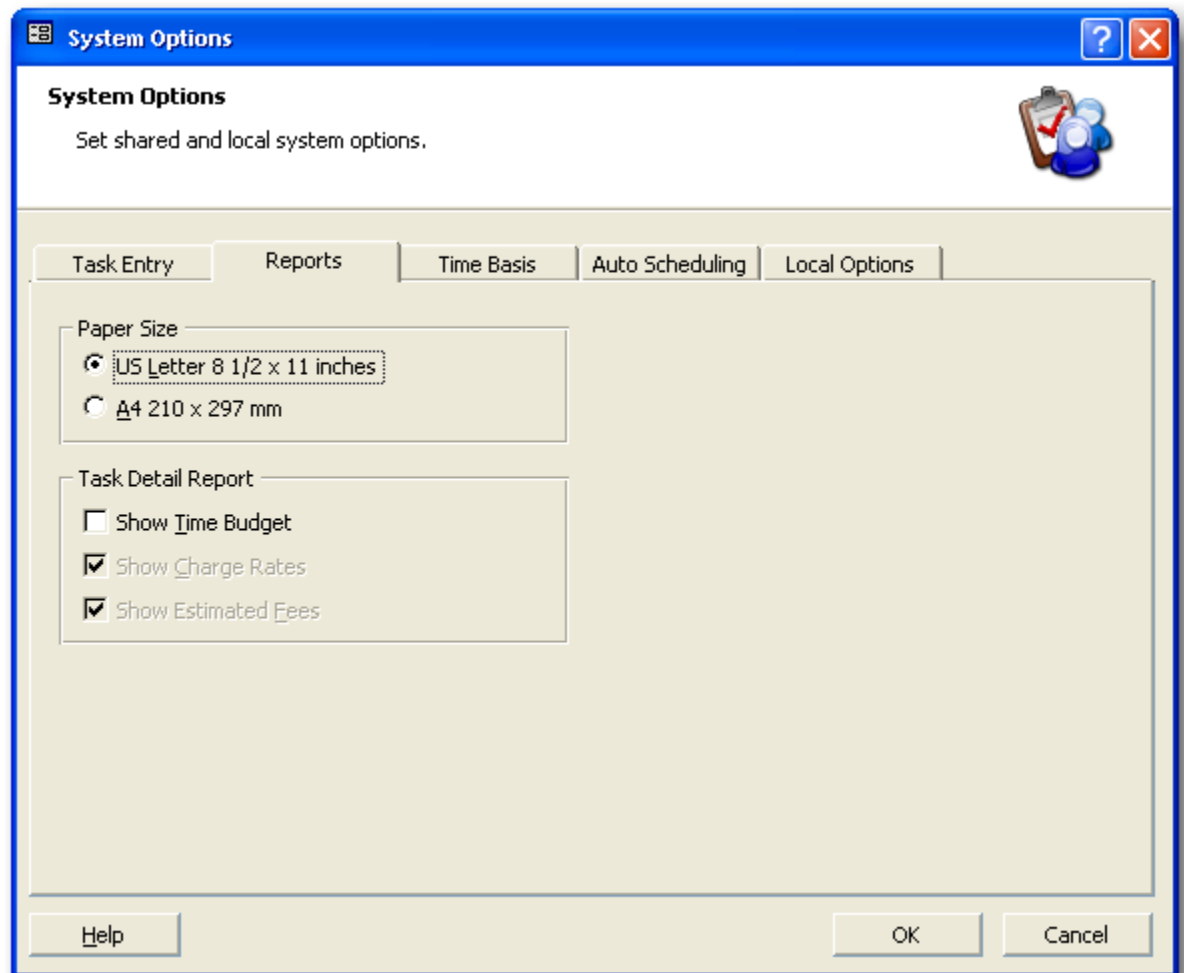 System Options
?
System Options
Set shared and local system options.
Task Entry Reports Time Basis Auto Scheduling Local Options
Paper Size
US Letter 8 1/2 x 11 inches
A4 210 x 297 mm
Task Detail Report
Show Time Budget
Show Charge Rates
Show Estimated Fees
Help OK Cancel